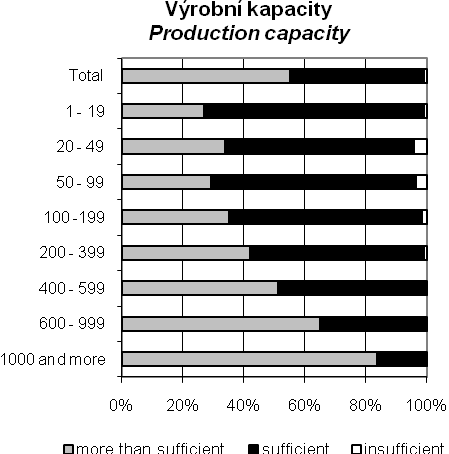 Výrobní kapacity
Production capacity
Total
1 - 19
20 - 49
50 - 99
100 -199
200 - 399
400 - 599
600 - 999
1000 and more
0% 20% 40% 60% 80% 100%
more than sufficient sufficient insufficient